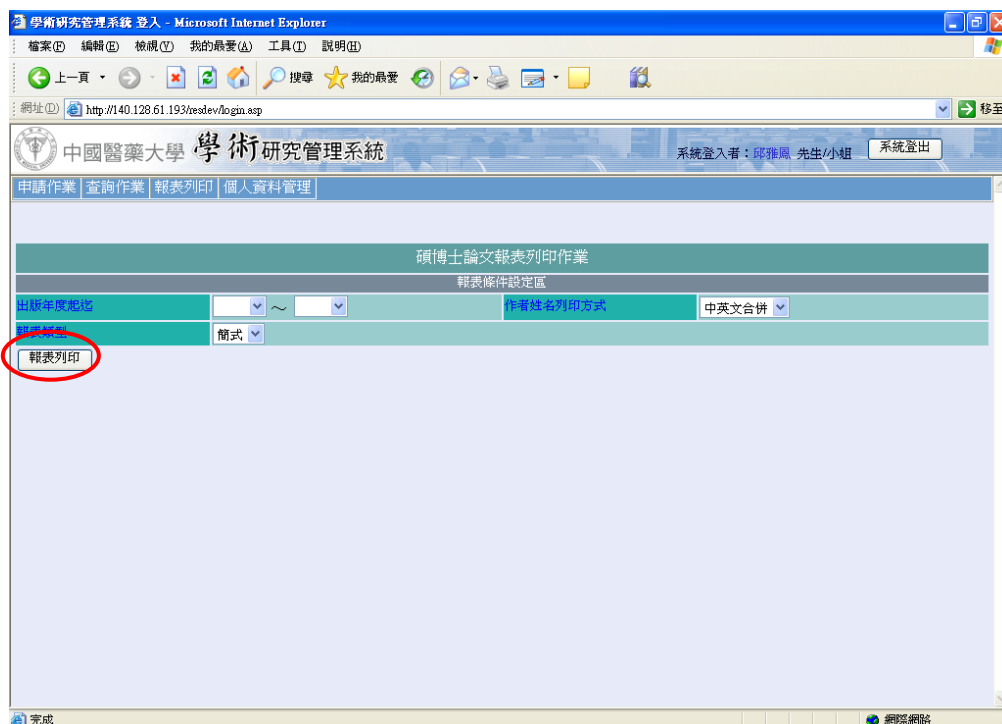 學術研究管理系統 登入 - Microsoft Internet Explorer
檔案(F) 編輯(E) 檢視(V) 我的最愛(A) 工具(T) 說明(H)
上一頁 搜尋 我的最愛
網址(D) http://140.128.61.193/resdev/login.asp 移至
中國醫藥大學 學術研究管理系統 系統登入者：邱雅鳳 先生/小姐 系統登出
申請作業 查詢作業 報表列印 個人資料管理
碩博士論文報表列印作業
報表條件設定區
出版年度起迄 ～ 作者姓名列印方式 中英文合併
報表類型 簡式
報表列印
完成 網際網路